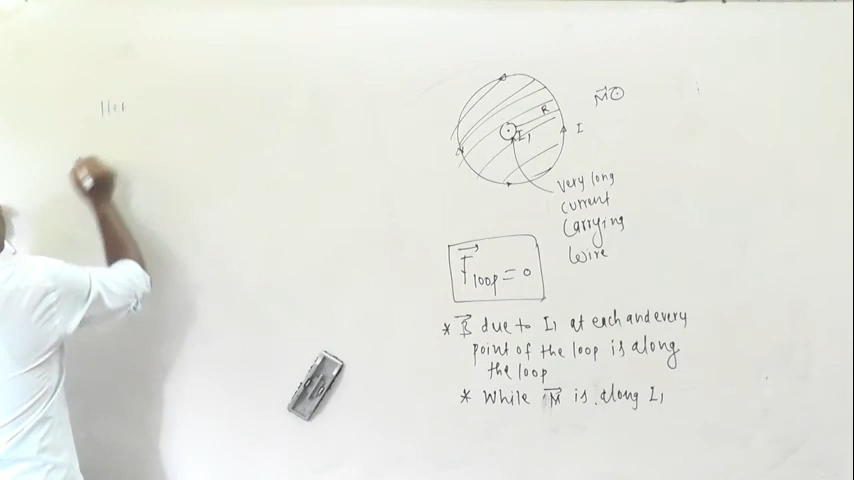 M⃗ ⊙
R
I₁
I
very long
current
carrying
wire
F⃗ loop = 0
* B⃗ due to I₁ at each and every
point of the loop is along
the loop
* While M⃗ is along I₁